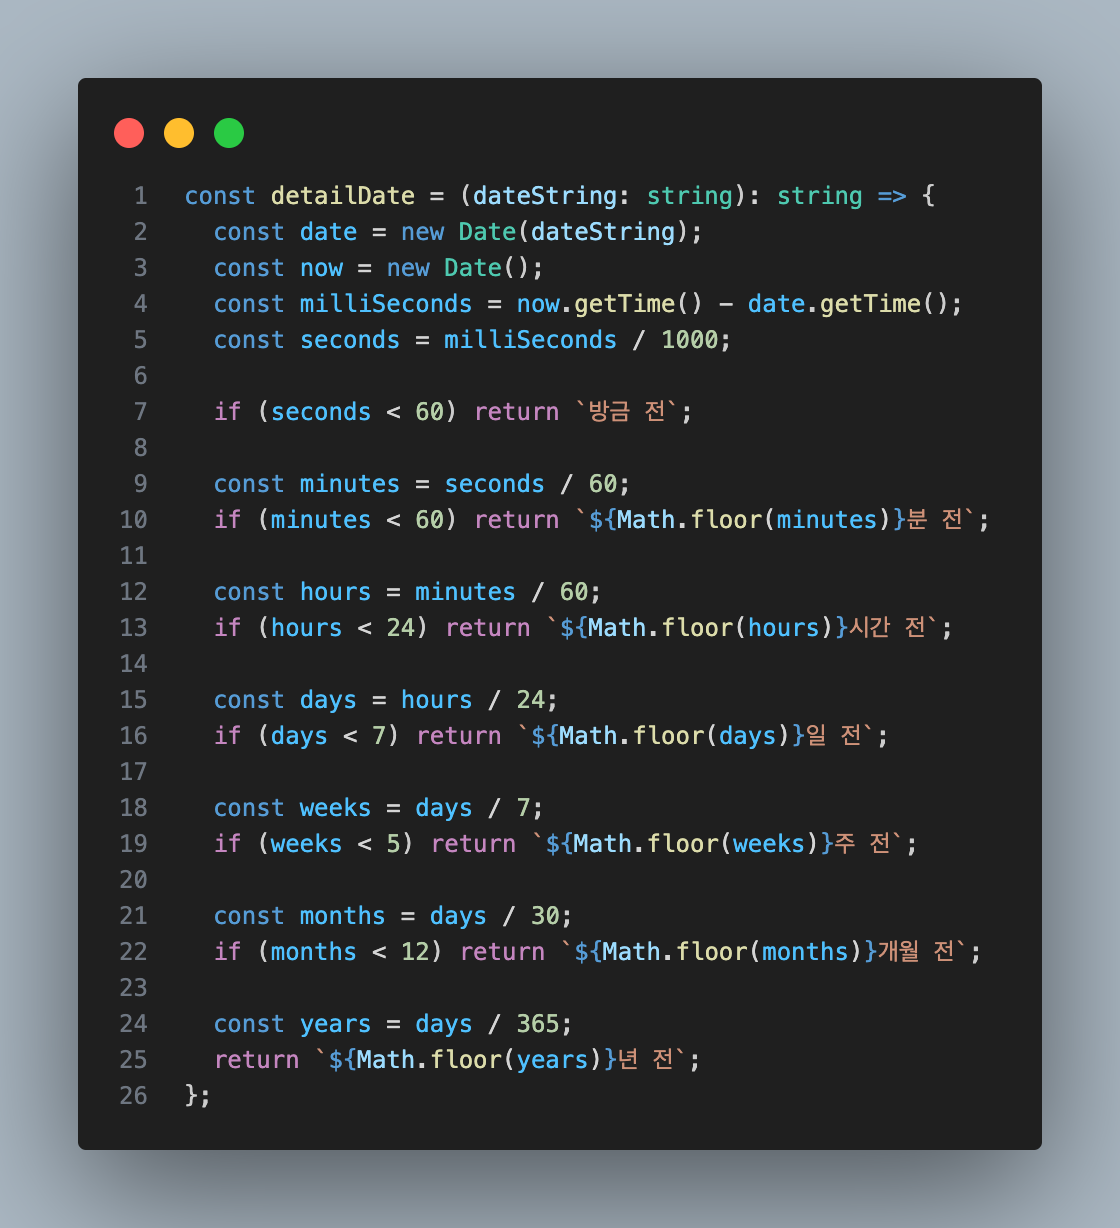 1 const detailDate = (dateString: string): string => {
2 const date = new Date(dateString);
3 const now = new Date();
4 const milliSeconds = now.getTime() - date.getTime();
5 const seconds = milliSeconds / 1000;
6
7 if (seconds < 60) return `방금 전`;
8
9 const minutes = seconds / 60;
10 if (minutes < 60) return `${Math.floor(minutes)}분 전`;
11
12 const hours = minutes / 60;
13 if (hours < 24) return `${Math.floor(hours)}시간 전`;
14
15 const days = hours / 24;
16 if (days < 7) return `${Math.floor(days)}일 전`;
17
18 const weeks = days / 7;
19 if (weeks < 5) return `${Math.floor(weeks)}주 전`;
20
21 const months = days / 30;
22 if (months < 12) return `${Math.floor(months)}개월 전`;
23
24 const years = days / 365;
25 return `${Math.floor(years)}년 전`;
26 };